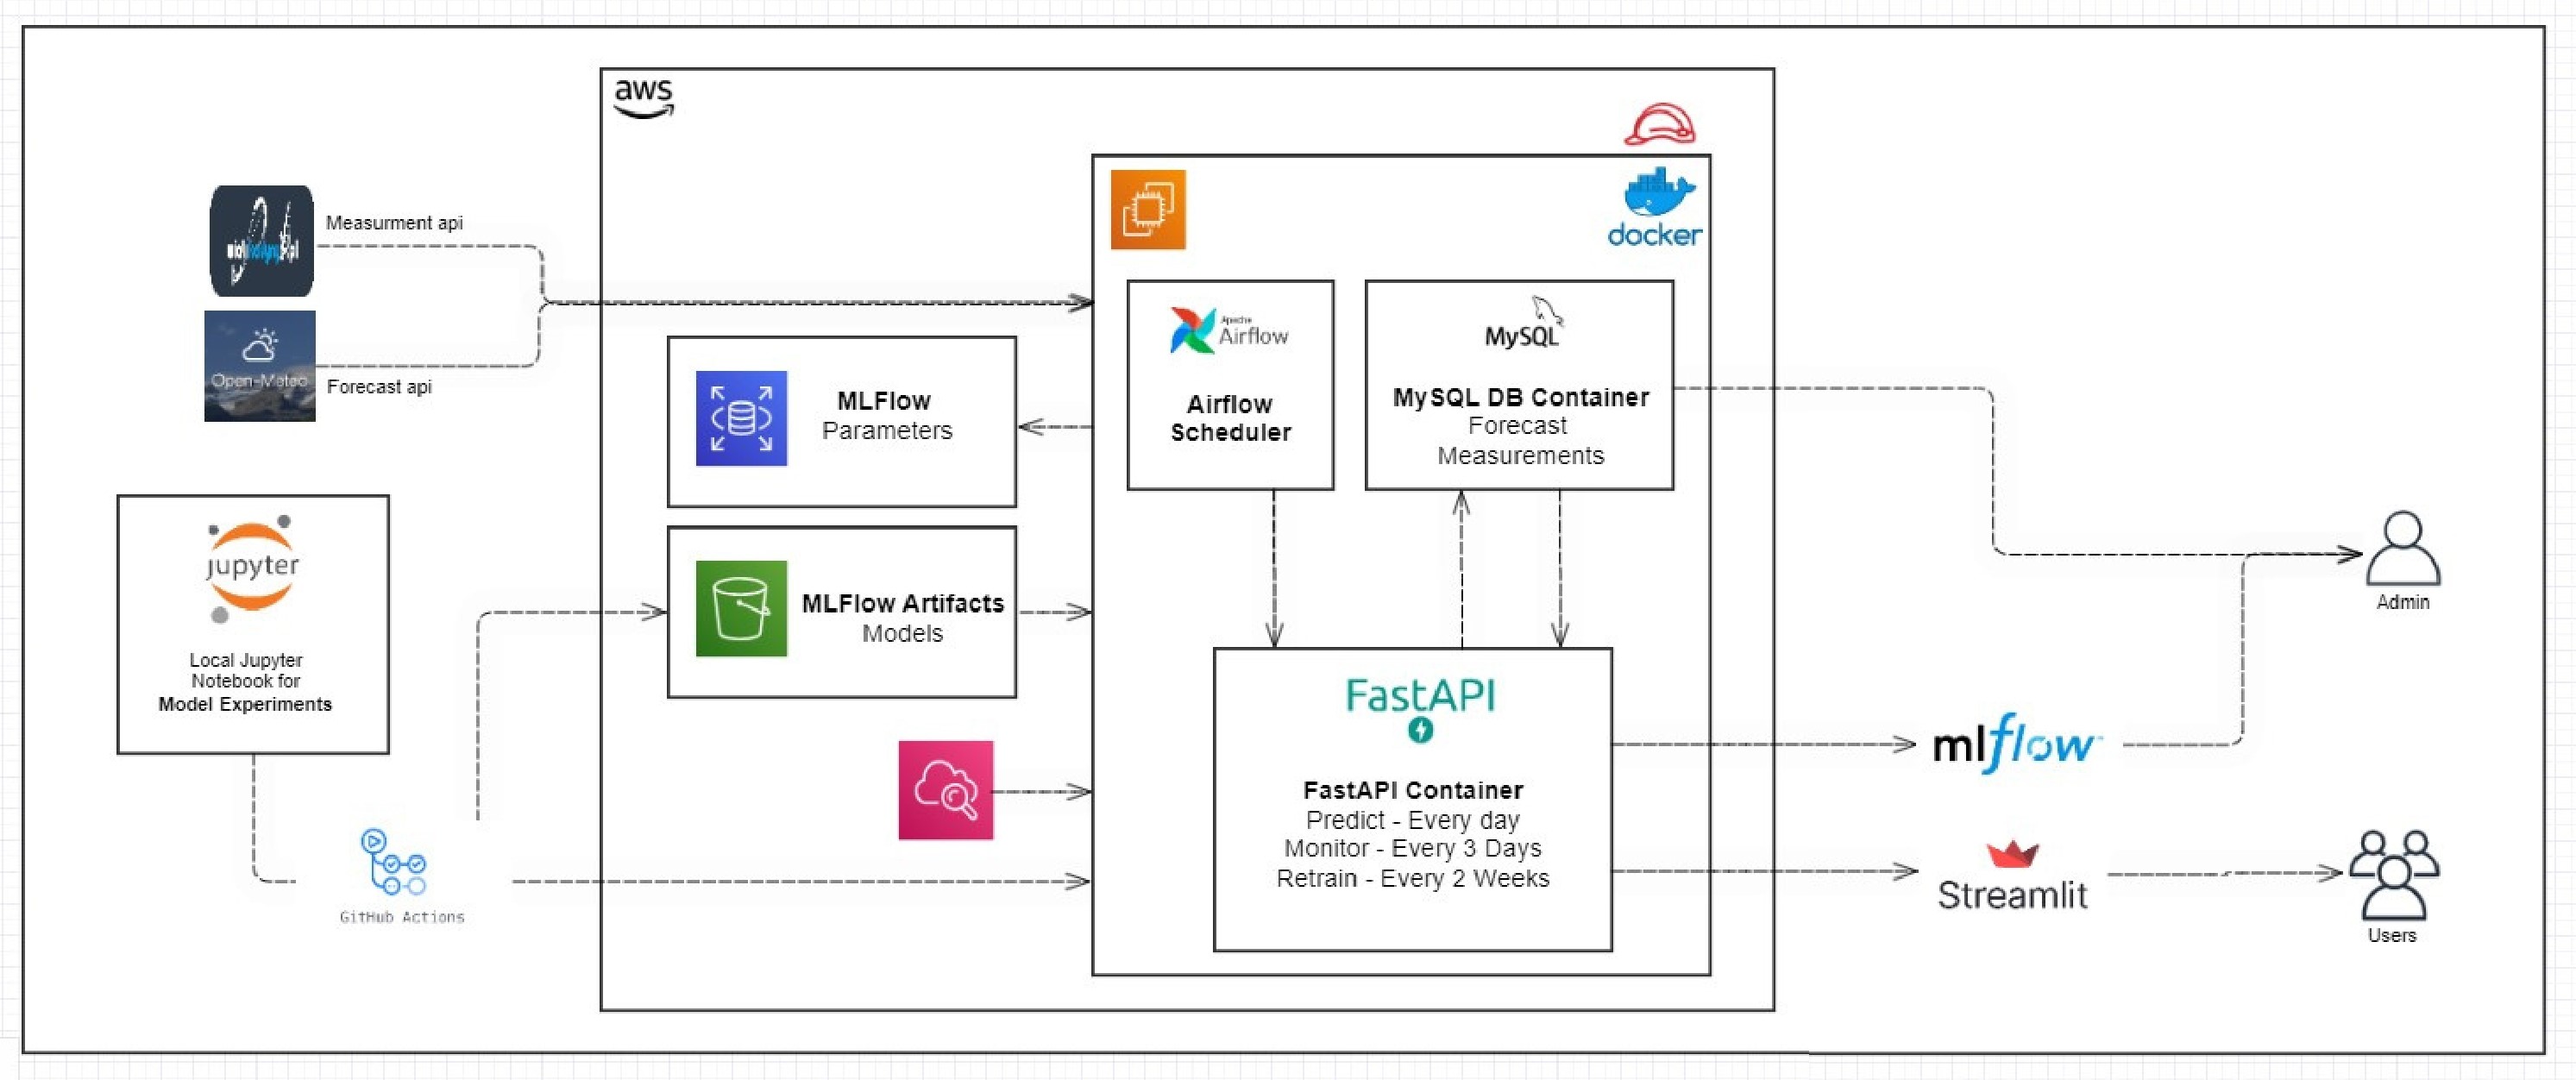 aws
docker
Measurment api
Open-Meteo
Forecast api
MLFlow
Parameters
Apache
Airflow
Airflow
Scheduler
MySQL
MySQL DB Container
Forecast
Measurements
jupyter
Local Jupyter
Notebook for
Model Experiments
MLFlow Artifacts
Models
Admin
FastAPI
FastAPI Container
Predict - Every day
Monitor - Every 3 Days
Retrain - Every 2 Weeks
mlflow
GitHub Actions
Streamlit
Users